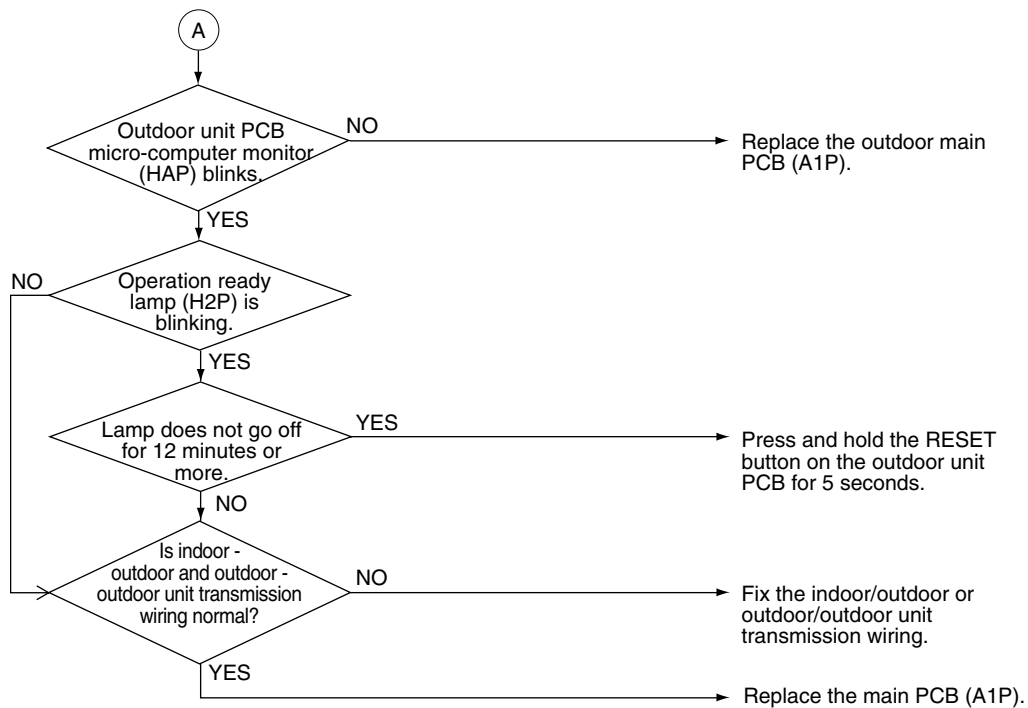 A
Outdoor unit PCB
micro-computer monitor
(HAP) blinks.
NO
Replace the outdoor main
PCB (A1P).
YES
NO
Operation ready
lamp (H2P) is
blinking.
YES
Lamp does not go off
for 12 minutes or
more.
YES
Press and hold the RESET
button on the outdoor unit
PCB for 5 seconds.
NO
Is indoor -
outdoor and outdoor -
outdoor unit transmission
wiring normal?
NO
Fix the indoor/outdoor or
outdoor/outdoor unit
transmission wiring.
YES
Replace the main PCB (A1P).